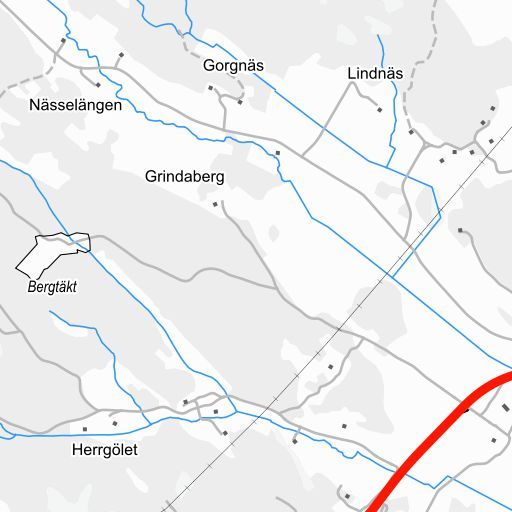 Gorgnäs
Lindnäs
Nässelängen
Grindaberg
Bergtäkt
Herrgölet